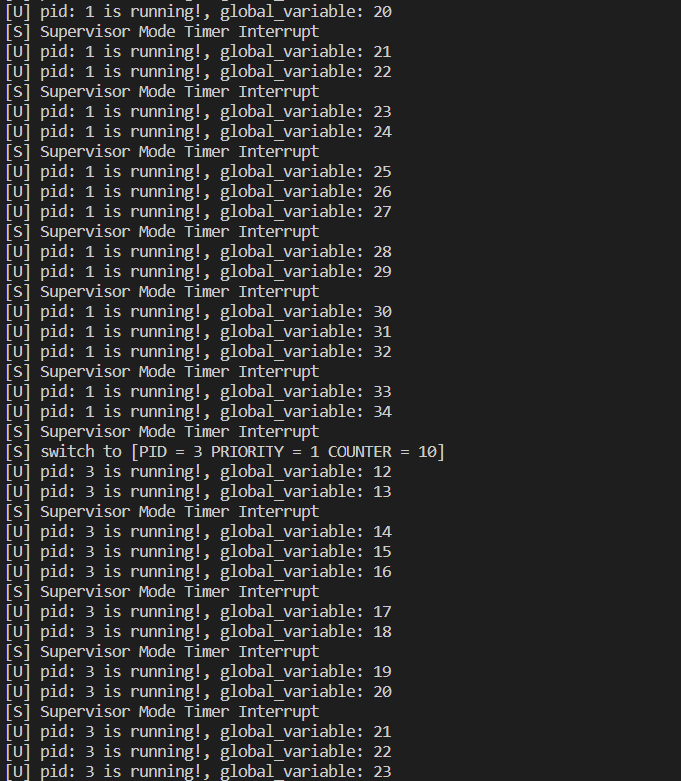 [U] pid: 1 is running!, global_variable: 20
[S] Supervisor Mode Timer Interrupt
[U] pid: 1 is running!, global_variable: 21
[U] pid: 1 is running!, global_variable: 22
[S] Supervisor Mode Timer Interrupt
[U] pid: 1 is running!, global_variable: 23
[U] pid: 1 is running!, global_variable: 24
[S] Supervisor Mode Timer Interrupt
[U] pid: 1 is running!, global_variable: 25
[U] pid: 1 is running!, global_variable: 26
[U] pid: 1 is running!, global_variable: 27
[S] Supervisor Mode Timer Interrupt
[U] pid: 1 is running!, global_variable: 28
[U] pid: 1 is running!, global_variable: 29
[S] Supervisor Mode Timer Interrupt
[U] pid: 1 is running!, global_variable: 30
[U] pid: 1 is running!, global_variable: 31
[U] pid: 1 is running!, global_variable: 32
[S] Supervisor Mode Timer Interrupt
[U] pid: 1 is running!, global_variable: 33
[U] pid: 1 is running!, global_variable: 34
[S] Supervisor Mode Timer Interrupt
[S] switch to [PID = 3 PRIORITY = 1 COUNTER = 10]
[U] pid: 3 is running!, global_variable: 12
[U] pid: 3 is running!, global_variable: 13
[S] Supervisor Mode Timer Interrupt
[U] pid: 3 is running!, global_variable: 14
[U] pid: 3 is running!, global_variable: 15
[U] pid: 3 is running!, global_variable: 16
[S] Supervisor Mode Timer Interrupt
[U] pid: 3 is running!, global_variable: 17
[U] pid: 3 is running!, global_variable: 18
[S] Supervisor Mode Timer Interrupt
[U] pid: 3 is running!, global_variable: 19
[U] pid: 3 is running!, global_variable: 20
[S] Supervisor Mode Timer Interrupt
[U] pid: 3 is running!, global_variable: 21
[U] pid: 3 is running!, global_variable: 22
[U] pid: 3 is running!, global_variable: 23